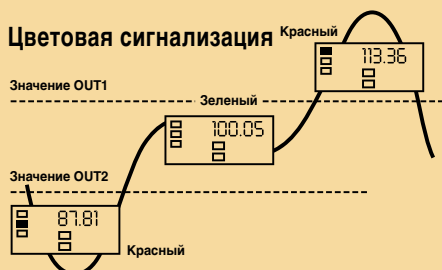 Цветовая сигнализация
Красный
113.36
Значение OUT1
Зеленый
100.05
Значение OUT2
87.81
Красный